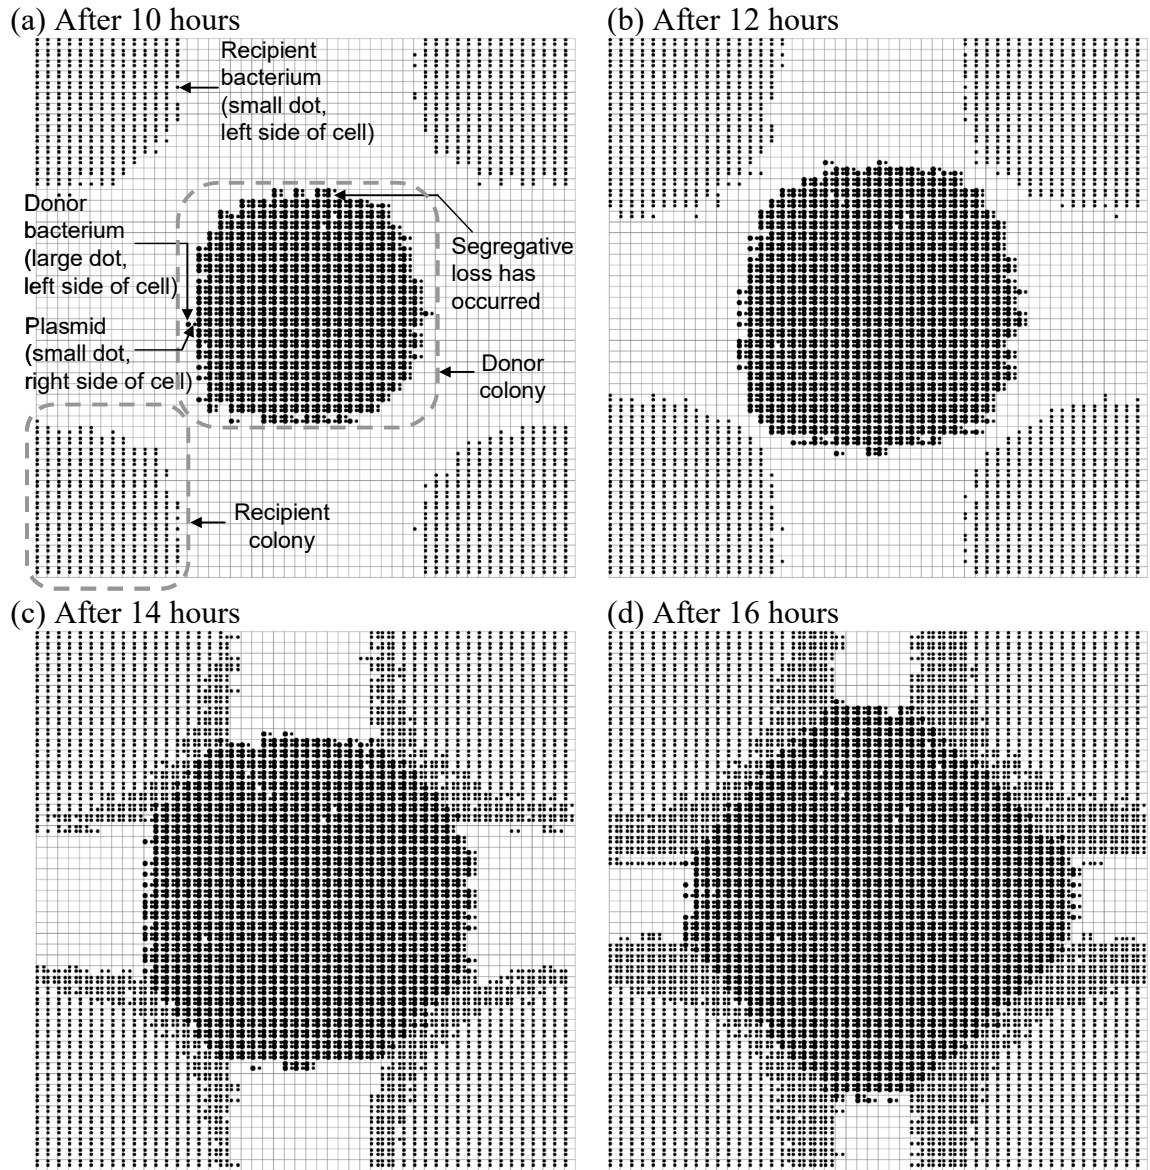 (a) After 10 hours
(b) After 12 hours
Recipient
bacterium
(small dot,
left side of cell)
Donor
bacterium
(large dot,
left side of cell)
Segregative
loss has
occurred
Plasmid
(small dot,
right side of cell)
Donor
colony
Recipient
colony
(c) After 14 hours
(d) After 16 hours